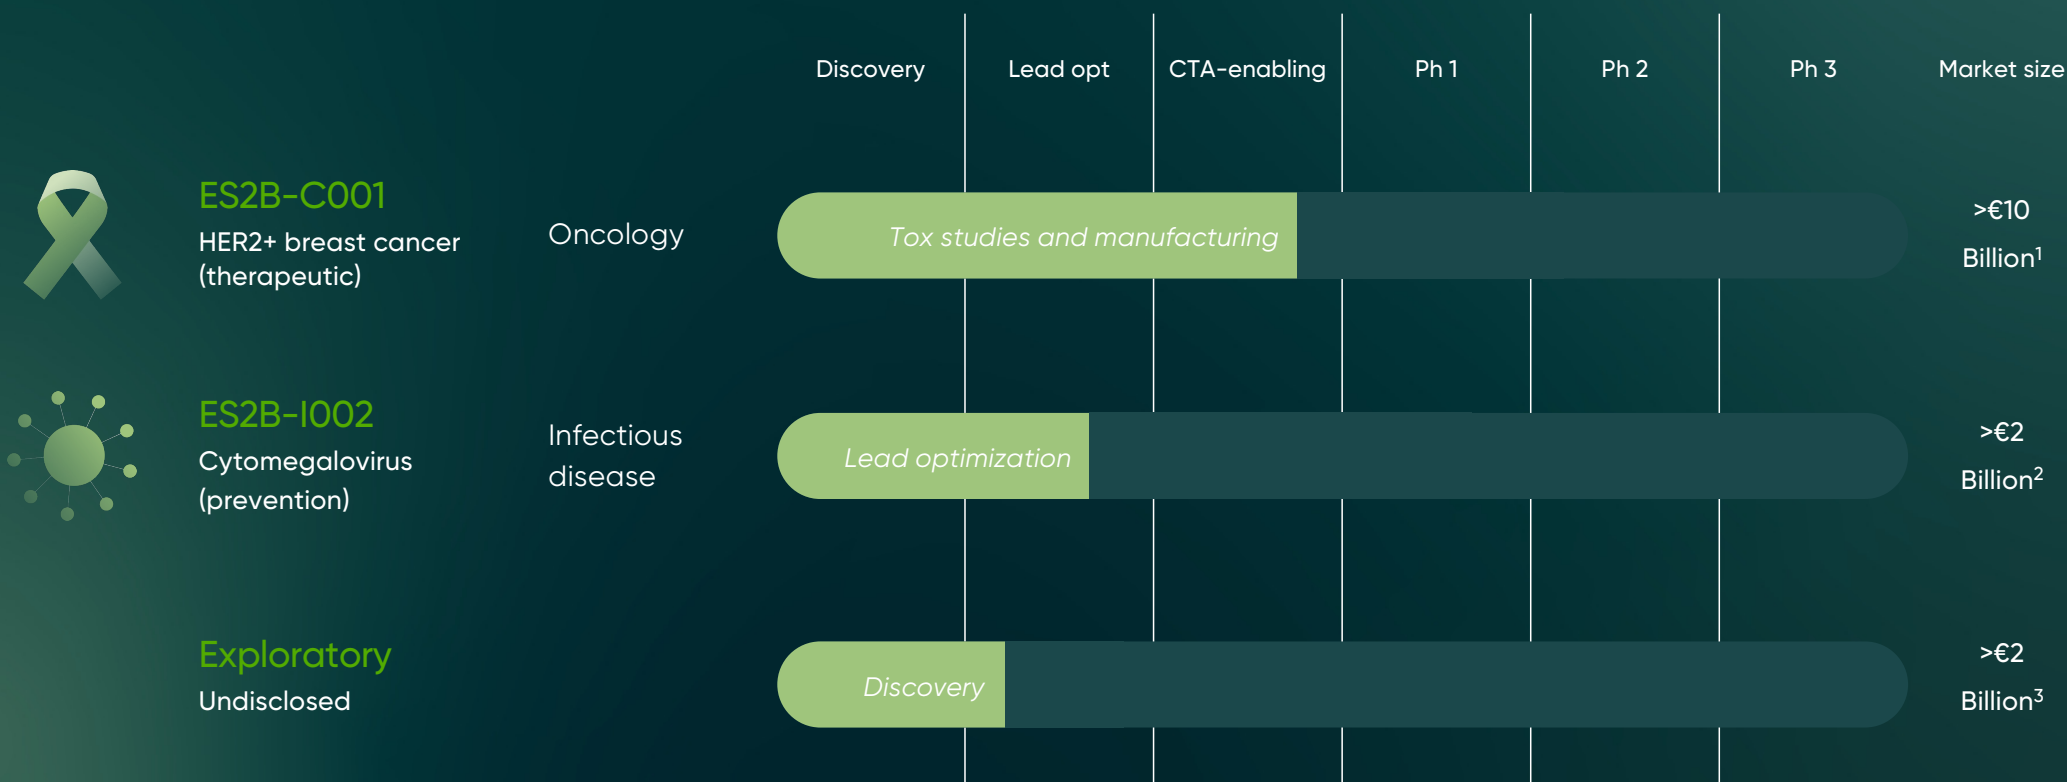 Discovery
Lead opt
CTA-enabling
Ph 1
Ph 2
Ph 3
Market size
ES2B-C001
HER2+ breast cancer
(therapeutic)
Oncology
Tox studies and manufacturing
>€10
Billion¹
ES2B-I002
Cytomegalovirus
(prevention)
Infectious
disease
Lead optimization
>€2
Billion²
Exploratory
Undisclosed
Discovery
>€2
Billion³